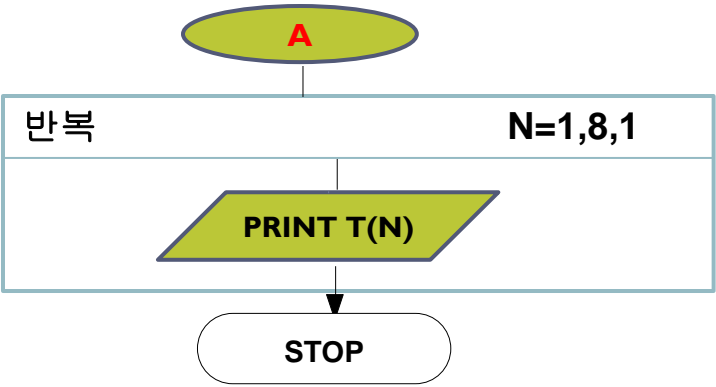 A
반복 N=1,8,1
PRINT T(N)
STOP